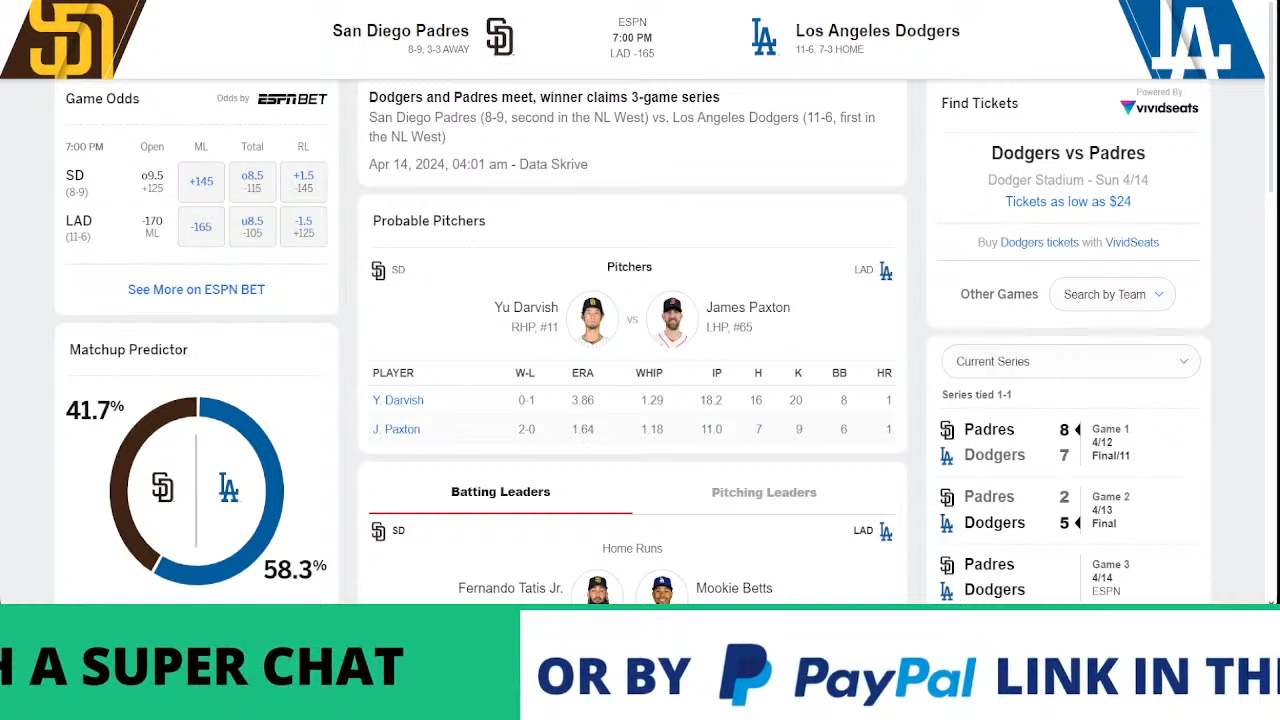 San Diego Padres
8-9, 3-3 AWAY
ESPN
7:00 PM
LAD -165
Los Angeles Dodgers
11-6, 7-3 HOME
Game Odds
Odds by ESPN BET
7:00 PM Open ML Total RL
SD
(8-9)
o9.5
+125
+145
o8.5
-115
+1.5
-145
LAD
(11-6)
-170
ML
-165
u8.5
-105
-1.5
+125
See More on ESPN BET
Matchup Predictor
41.7%
58.3%
Dodgers and Padres meet, winner claims 3-game series
San Diego Padres (8-9, second in the NL West) vs. Los Angeles Dodgers (11-6, first in
the NL West)
Apr 14, 2024, 04:01 am - Data Skrive
Probable Pitchers
SD Pitchers LAD
Yu Darvish
RHP, #11
VS
James Paxton
LHP, #65
PLAYER W-L ERA WHIP IP H K BB HR
Y. Darvish 0-1 3.86 1.29 18.2 16 20 8 1
J. Paxton 2-0 1.64 1.18 11.0 7 9 6 1
Batting Leaders Pitching Leaders
SD LAD
Home Runs
Fernando Tatis Jr. Mookie Betts
Find Tickets
Powered By
vividseats
Dodgers vs Padres
Dodger Stadium - Sun 4/14
Tickets as low as $24
Buy Dodgers tickets with VividSeats
Other Games Search by Team
Current Series
Series tied 1-1
Padres 8
Dodgers 7
Game 1
4/12
Final/11
Padres 2
Dodgers 5
Game 2
4/13
Final
Padres
Dodgers
Game 3
4/14
ESPN
H A SUPER CHAT OR BY PayPal LINK IN TH